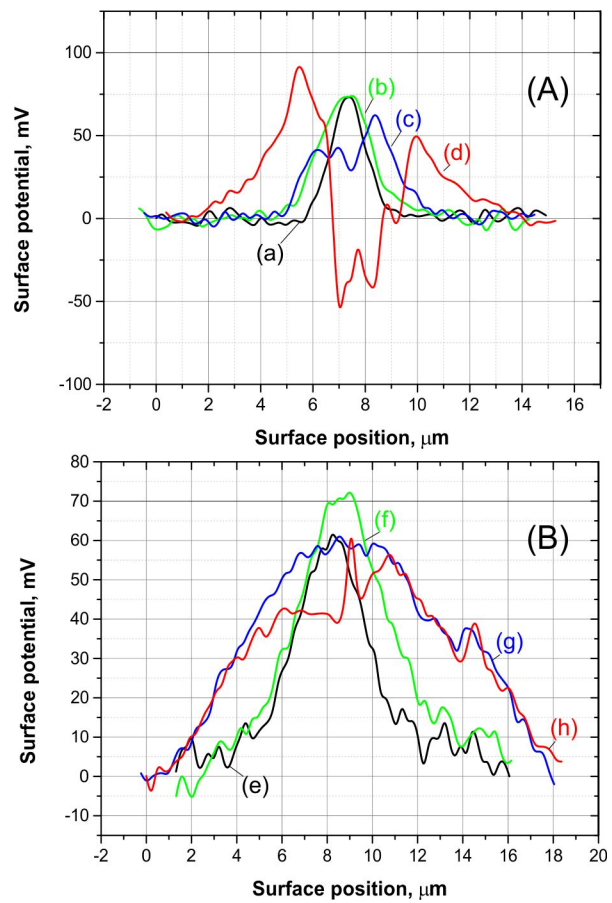 100
(A)
(b)
50
(c)
(d)
0
(a)
-50
-100
Surface potential, mV
-2 0 2 4 6 8 10 12 14 16
Surface position, μm
80
70
60
(f)
(B)
50
40
30
(g)
20
10
(h)
0
(e)
-10
Surface potential, mV
-2 0 2 4 6 8 10 12 14 16 18 20
Surface position, μm